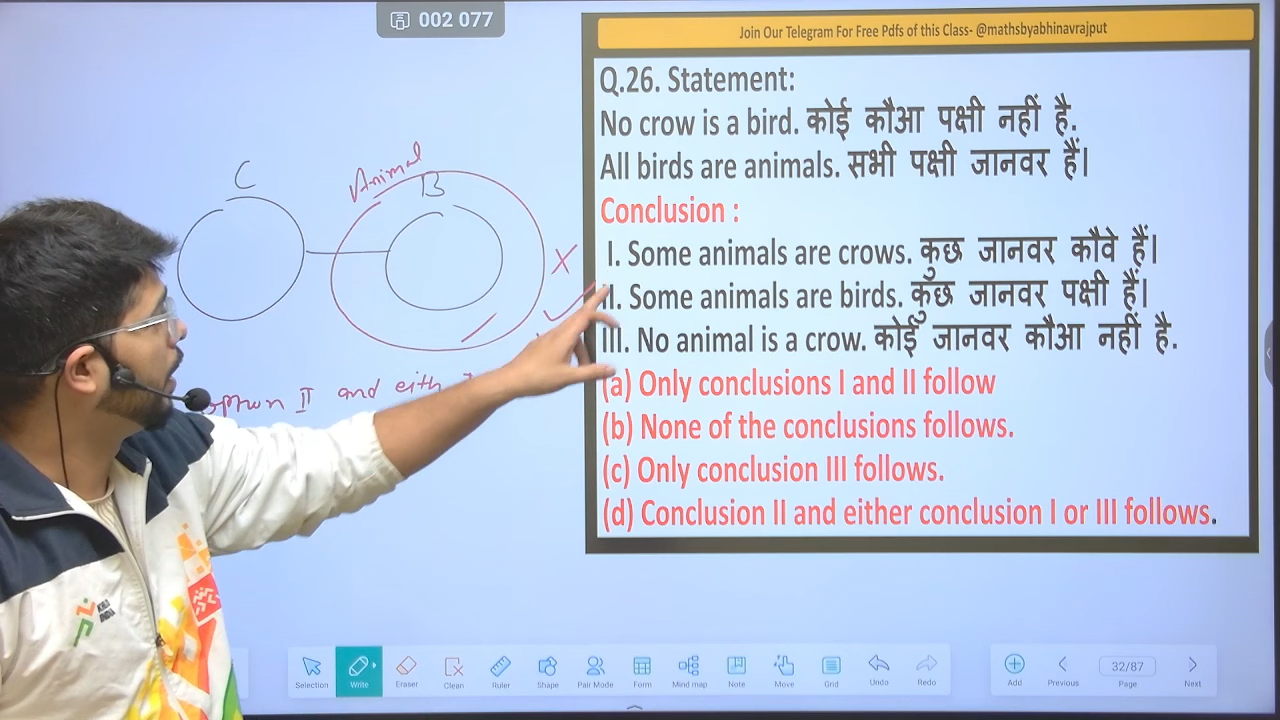 002 077
Join Our Telegram For Free Pdfs of this Class- @mathsbyabhinavrajput
Q.26. Statement:
No crow is a bird. कोई कौआ पक्षी नहीं है.
All birds are animals. सभी पक्षी जानवर हैं।
Conclusion :
I. Some animals are crows. कुछ जानवर कौवे हैं।
II. Some animals are birds. कुछ जानवर पक्षी हैं।
III. No animal is a crow. कोई जानवर कौआ नहीं है.
(a) Only conclusions I and II follow
(b) None of the conclusions follows.
(c) Only conclusion III follows.
(d) Conclusion II and either conclusion I or III follows.
C
Animal
B
II and eith
Selection Write Eraser Clean Ruler Shape Pair Mode Form Mind map Note Move Grid Undo Redo
Add Previous 32/87 Page Next